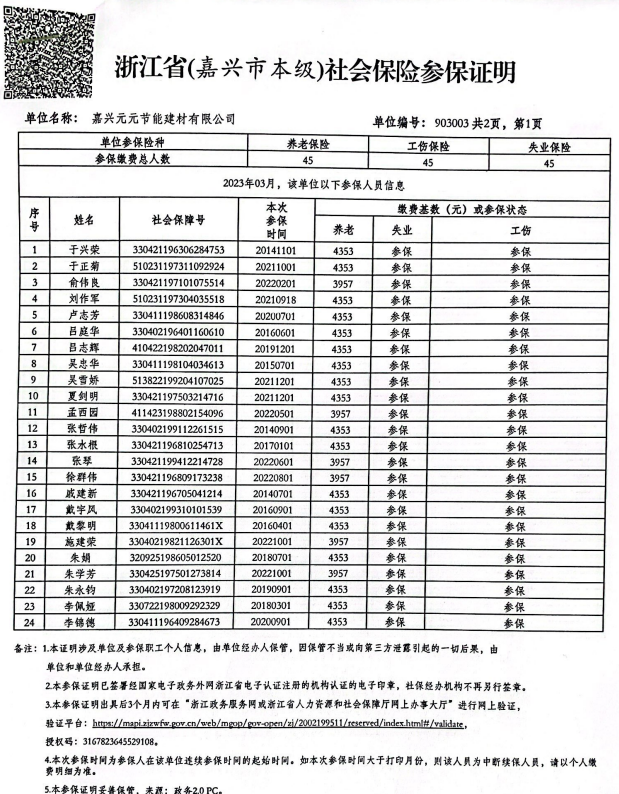 浙江省(嘉兴市本级)社会保险参保证明
单位名称： 嘉兴元元节能建材有限公司 单位编号： 903003 共2页，第1页
单位参保险种 养老保险 工伤保险 失业保险
参保缴费总人数 45 45 45
2023年03月，该单位以下参保人员信息
序号 姓名 社会保障号 本次参保时间 缴费基数（元）或参保状态
养老 失业 工伤
1 于兴荣 330421196306284753 20141101 4353 参保 参保
2 于正菊 510231197311092924 20211001 4353 参保 参保
3 俞伟良 330421197101075514 20220201 3957 参保 参保
4 刘作军 510231197304035518 20210918 4353 参保 参保
5 卢志芳 330411198608314846 20200701 4353 参保 参保
6 吕庭华 330402196401160610 20160601 4353 参保 参保
7 吕志辉 410422198202047011 20191201 4353 参保 参保
8 吴忠华 330411198104034613 20150701 4353 参保 参保
9 吴雪娇 513822199204107025 20211201 4353 参保 参保
10 夏剑明 330421197503214716 20211201 4353 参保 参保
11 孟西园 411423198802154096 20220501 3957 参保 参保
12 张哲伟 330402199112261515 20140901 4353 参保 参保
13 张水根 330411196810254713 20170101 4353 参保 参保
14 张琴 330421199412214728 20220601 3957 参保 参保
15 徐群伟 330421196809173238 20220801 3957 参保 参保
16 戚建新 330421196705041214 20140701 4353 参保 参保
17 戴宇风 330402199310101539 20160901 4353 参保 参保
18 戴黎明 33041119800611461X 20160401 4353 参保 参保
19 施建荣 33040219821126301X 20221001 3957 参保 参保
20 朱娟 320925198605012520 20180701 4353 参保 参保
21 朱学芳 330425197501273814 20221001 3957 参保 参保
22 朱永钧 330402197208123919 20190901 4353 参保 参保
23 李佩娅 330722198009292329 20180301 4353 参保 参保
24 李锦德 330411196409284673 20200901 4353 参保 参保
备注：1.本证明涉及单位及参保职工个人信息，由单位经办人保管，因保管不当或向第三方泄露引起的一切后果，由
单位和单位经办人承担。
2.本参保证明已签署经国家电子政务外网浙江省电子认证注册的机构认证的电子印章，社保经办机构不再另行签章。
3.本参保证明出具后3个月内可在“浙江政务服务网或浙江省人力资源和社会保障厅网上办事大厅”进行网上验证，
验证平台：https://mapi.zjzwfw.gov.cn/web/mgop/gov-open/zj/2002199511/reserved/index.html#/validate，
授权码：3167823645529108。
4.本次参保时间为参保人在该单位连续参保时间的起始时间。如本次参保时间大于打印月份，则该人员为中断续保人员，请以个人缴
费明细为准。
5.本参保证明妥善保管，来源：政务2.0 PC。